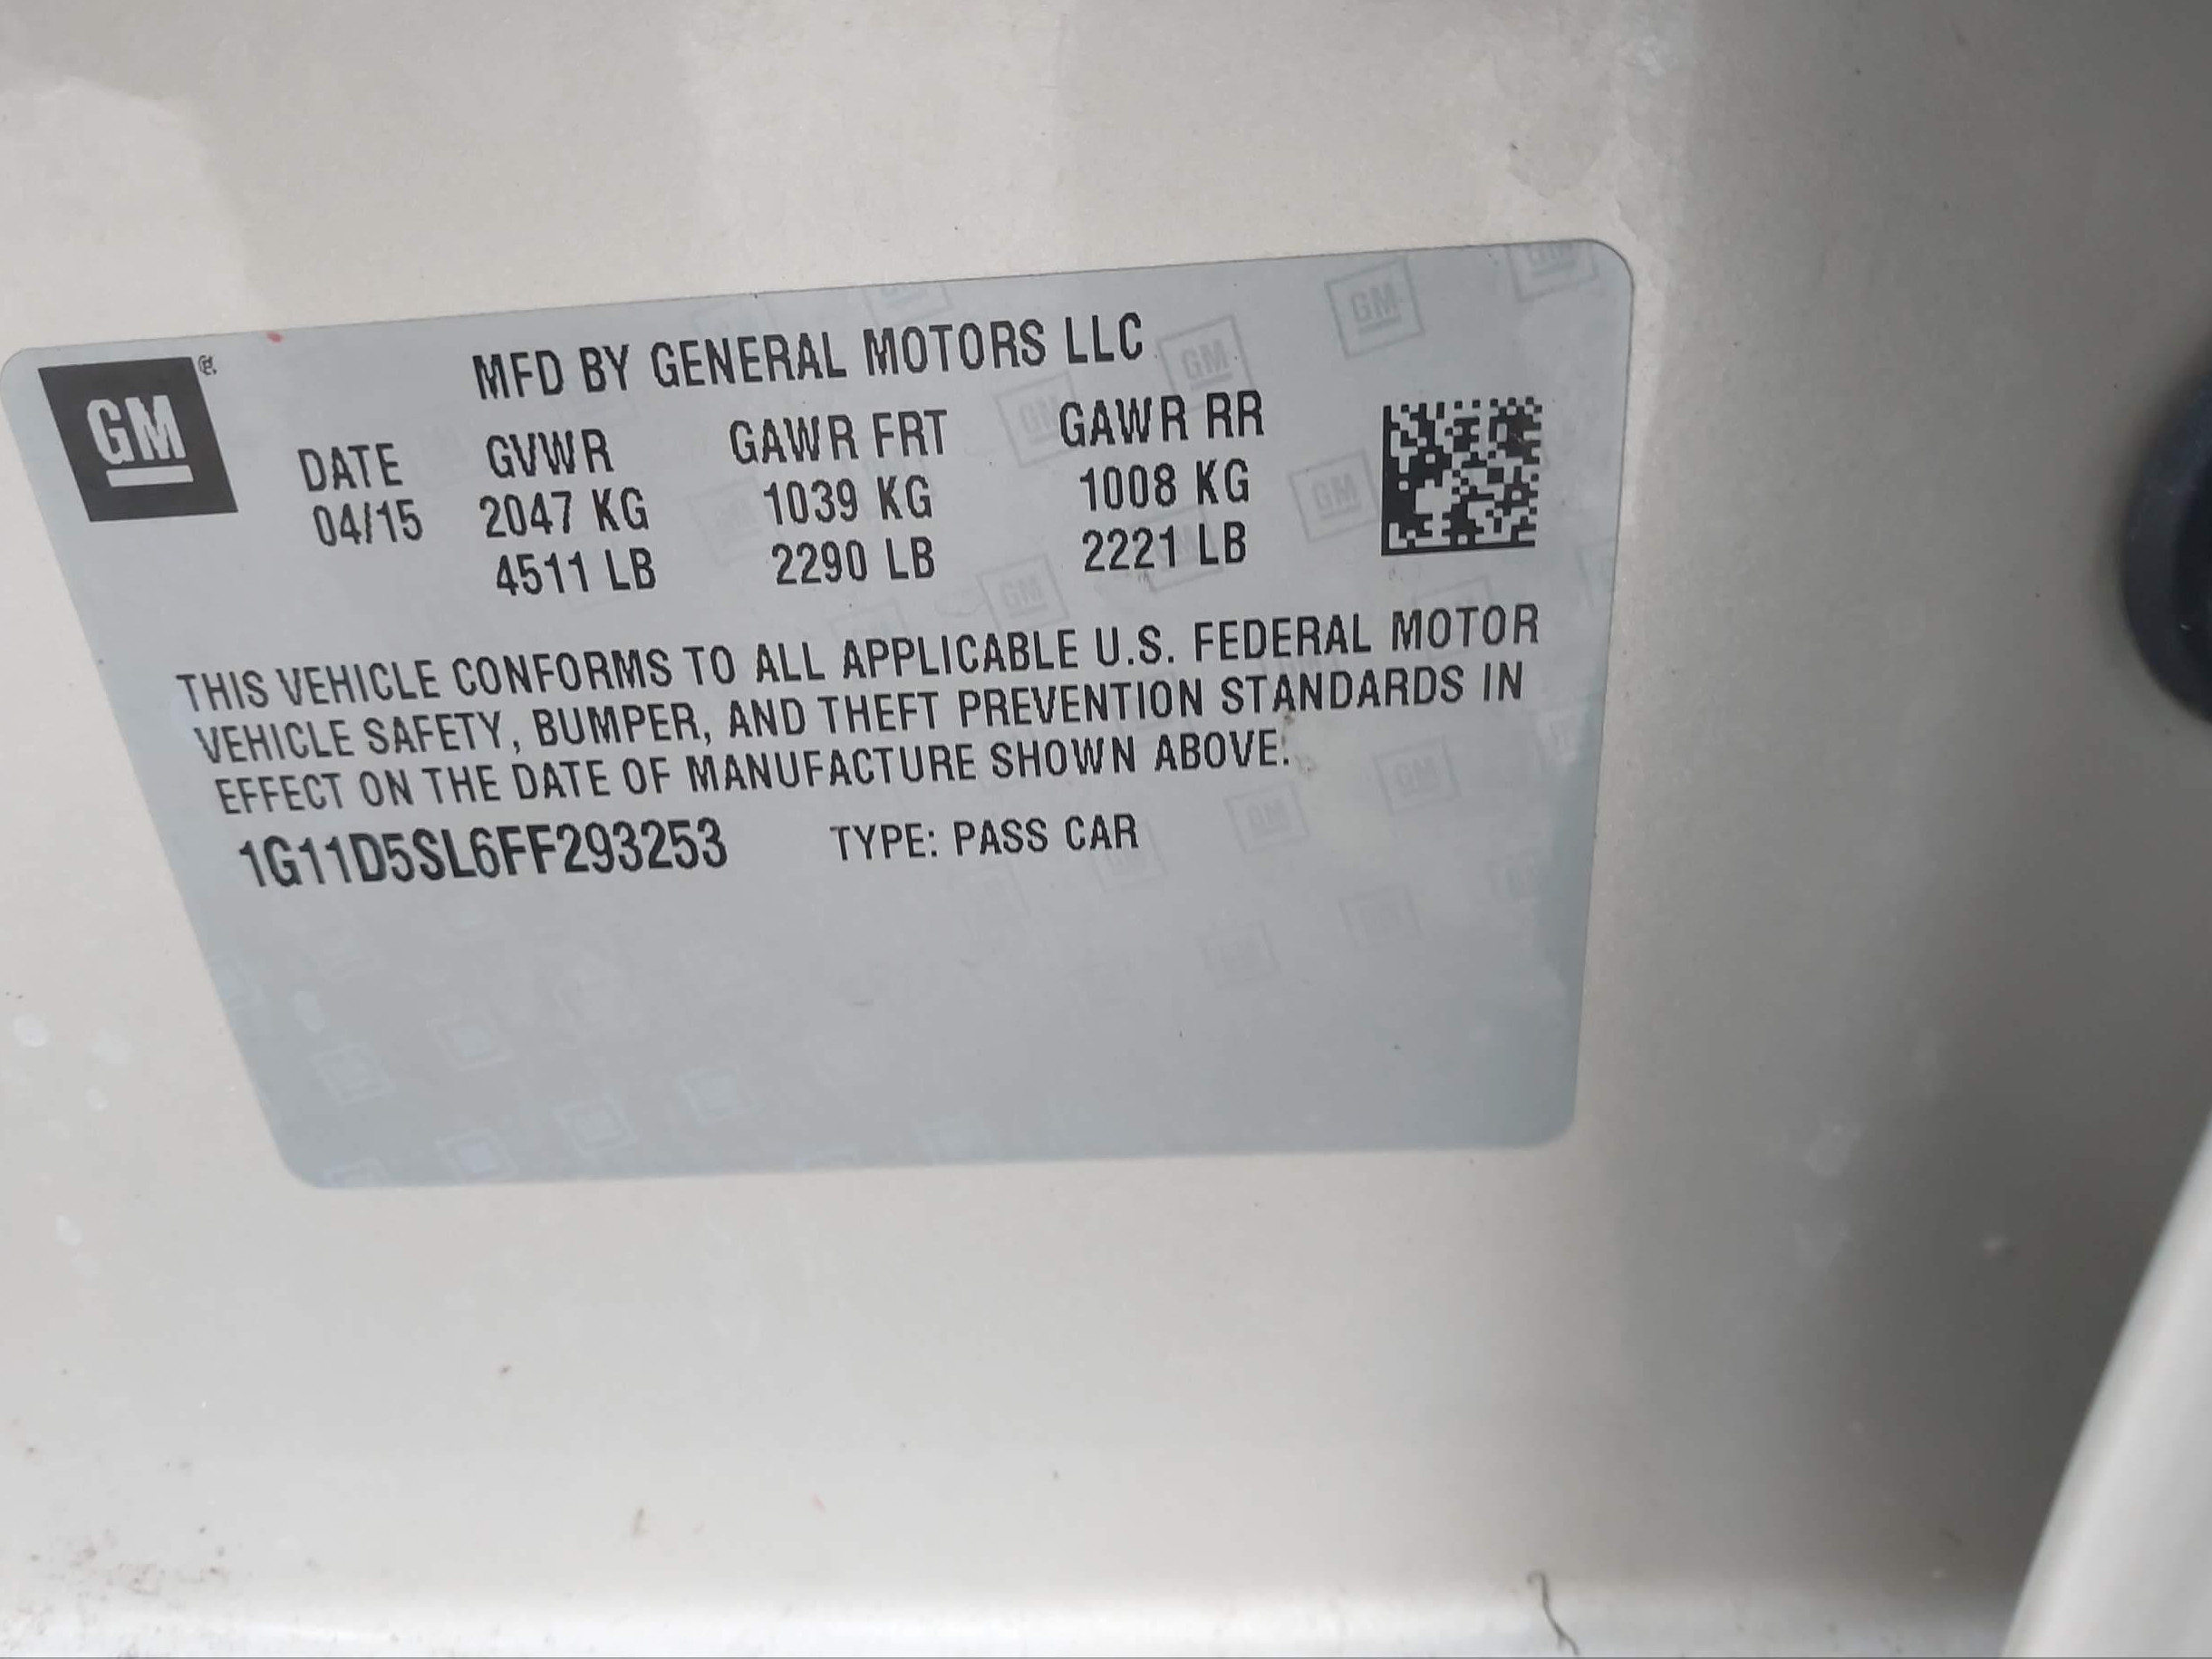 GM
MFD BY GENERAL MOTORS LLC
DATE GVWR GAWR FRT GAWR RR
04/15 2047 KG 1039 KG 1008 KG
4511 LB 2290 LB 2221 LB
THIS VEHICLE CONFORMS TO ALL APPLICABLE U.S. FEDERAL MOTOR
VEHICLE SAFETY, BUMPER, AND THEFT PREVENTION STANDARDS IN
EFFECT ON THE DATE OF MANUFACTURE SHOWN ABOVE.
1G11D5SL6FF293253 TYPE: PASS CAR